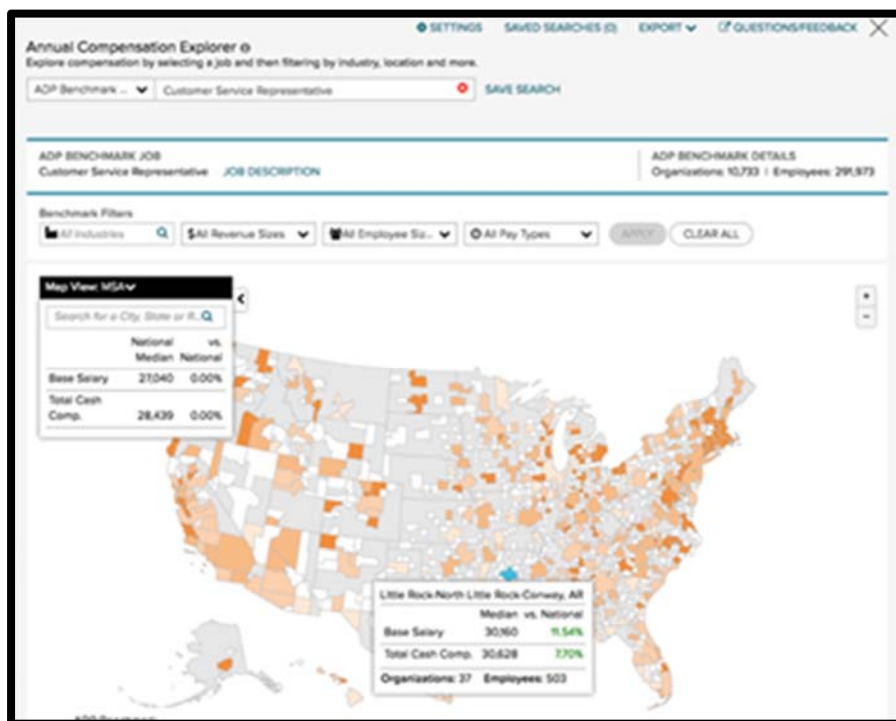 SETTINGS SAVED SEARCHES (0) EXPORT QUESTIONS/FEEDBACK
Annual Compensation Explorer
Explore compensation by selecting a job and then filtering by industry, location and more.
ADP Benchmark ... Customer Service Representative SAVE SEARCH
ADP BENCHMARK JOB ADP BENCHMARK DETAILS
Customer Service Representative JOB DESCRIPTION Organizations: 10,733 | Employees: 291,973
Benchmark Filters
All Industries $All Revenue Sizes All Employee Siz... All Pay Types APPLY CLEAR ALL
Map View: MSA
Search for a City, State or R...
National vs.
Median National
Base Salary 27,040 0.00%
Total Cash
Comp. 28,439 0.00%
Little Rock-North Little Rock-Conway, AR
Median vs. National
Base Salary 30,160 11.54%
Total Cash Comp. 30,628 7.70%
Organizations: 37 Employees: 503